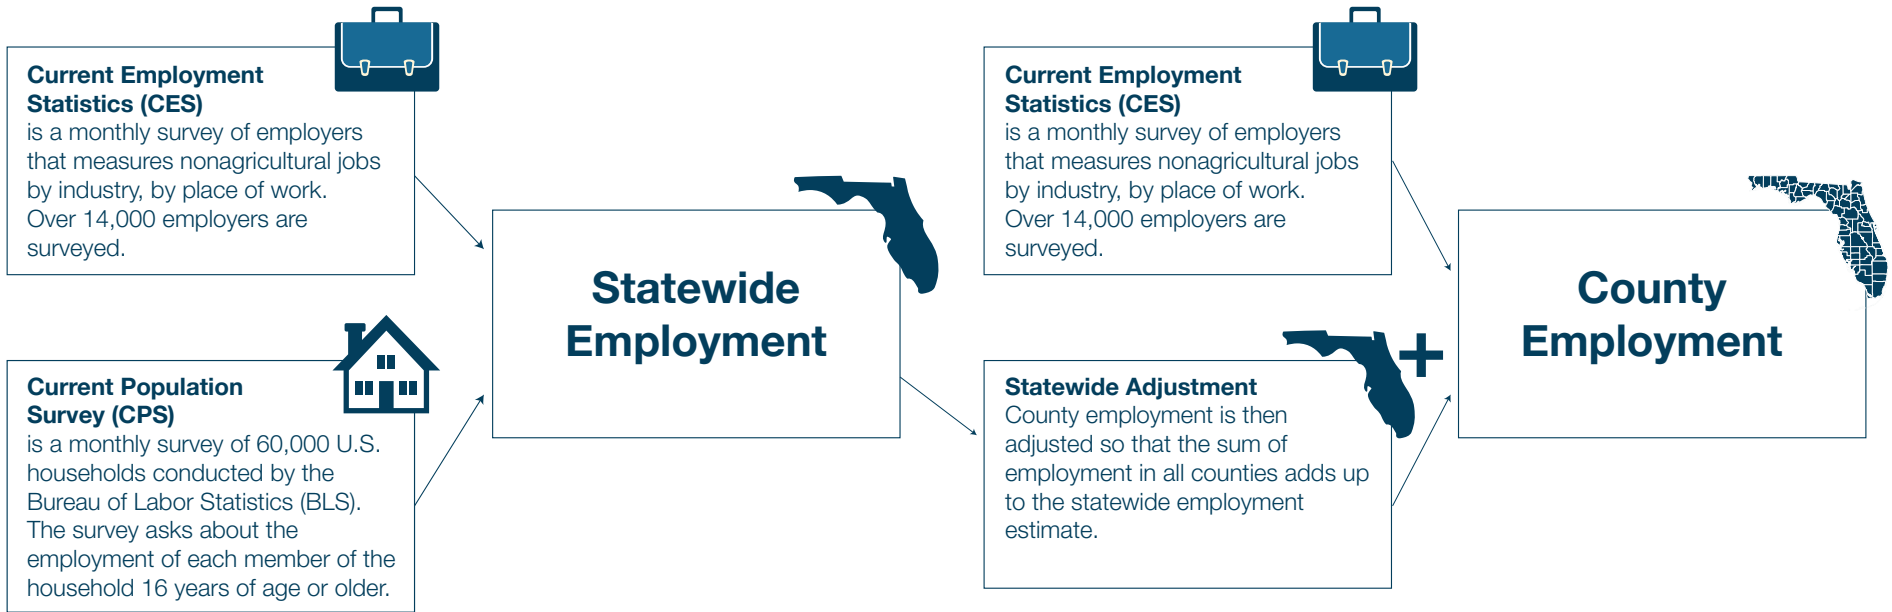 Current Employment
Statistics (CES)
is a monthly survey of employers
that measures nonagricultural jobs
by industry, by place of work.
Over 14,000 employers are
surveyed.
Current Population
Survey (CPS)
is a monthly survey of 60,000 U.S.
households conducted by the
Bureau of Labor Statistics (BLS).
The survey asks about the
employment of each member of the
household 16 years of age or older.
Statewide
Employment
Current Employment
Statistics (CES)
is a monthly survey of employers
that measures nonagricultural jobs
by industry, by place of work.
Over 14,000 employers are
surveyed.
+
Statewide Adjustment
County employment is then
adjusted so that the sum of
employment in all counties adds up
to the statewide employment
estimate.
County
Employment